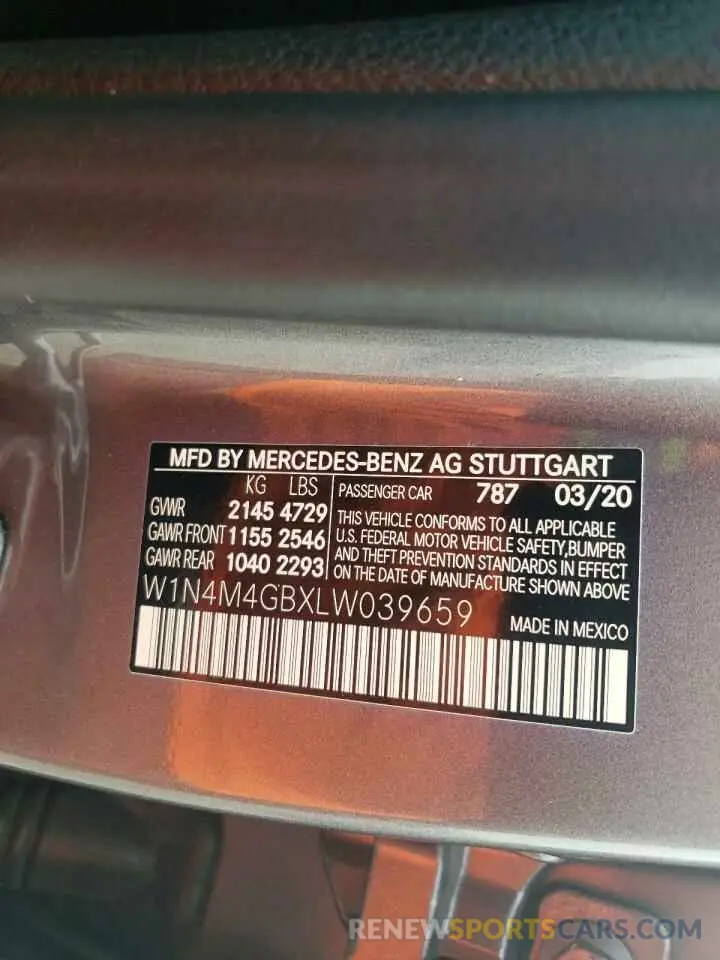 MFD BY MERCEDES-BENZ AG STUTTGART
KG LBS
GVWR 2145 4729
GAWR FRONT 1155 2546
GAWR REAR 1040 2293
PASSENGER CAR 787 03/20
THIS VEHICLE CONFORMS TO ALL APPLICABLE
U.S. FEDERAL MOTOR VEHICLE SAFETY,BUMPER
AND THEFT PREVENTION STANDARDS IN EFFECT
ON THE DATE OF MANUFACTURE SHOWN ABOVE
W1N4M4GBXLW039659
MADE IN MEXICO
RENEWSPORTSCARS.COM